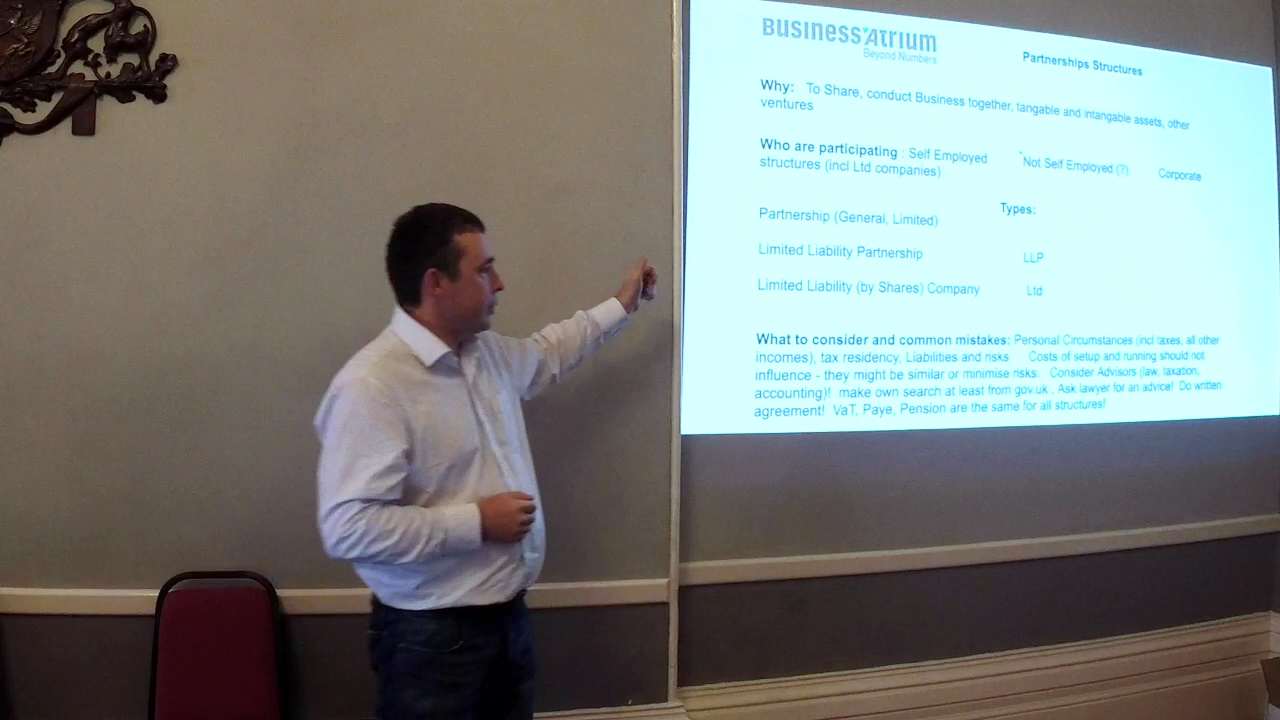 BUSINESS ATRIUM
Beyond Numbers
Partnerships Structures
Why: To Share, conduct Business together, tangable and intangable assets, other
ventures
Who are participating : Self Employed
structures (incl Ltd companies)
Not Self Employed (?)
Corporate
Types:
Partnership (General, Limited)
Limited Liability Partnership
LLP
Limited Liability (by Shares) Company
Ltd
What to consider and common mistakes: Personal Circumstances (incl taxes, all other
incomes), tax residency, Liabilities and risks Costs of setup and running should not
influence - they might be similar or minimise risks. Consider Advisors (law, taxation,
accounting)! make own search at least from gov.uk , Ask lawyer for an advice! Do written
agreement! VaT, Paye, Pension are the same for all structures!